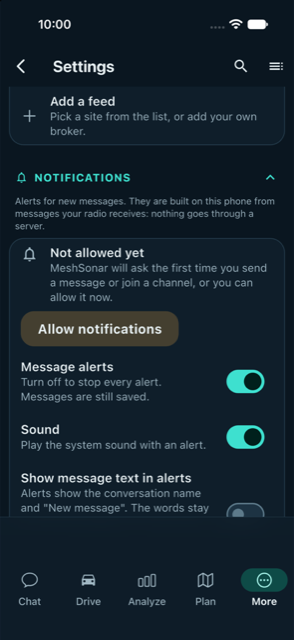 10:00
Settings
Add a feed
Pick a site from the list, or add your own
broker.
NOTIFICATIONS
Alerts for new messages. They are built on this phone from
messages your radio receives: nothing goes through a
server.
Not allowed yet
MeshSonar will ask the first time you send
a message or join a channel, or you can
allow it now.
Allow notifications
Message alerts
Turn off to stop every alert.
Messages are still saved.
Sound
Play the system sound with an alert.
Show message text in alerts
Alerts show the conversation name
and "New message". The words stay
Chat
Drive
Analyze
Plan
More